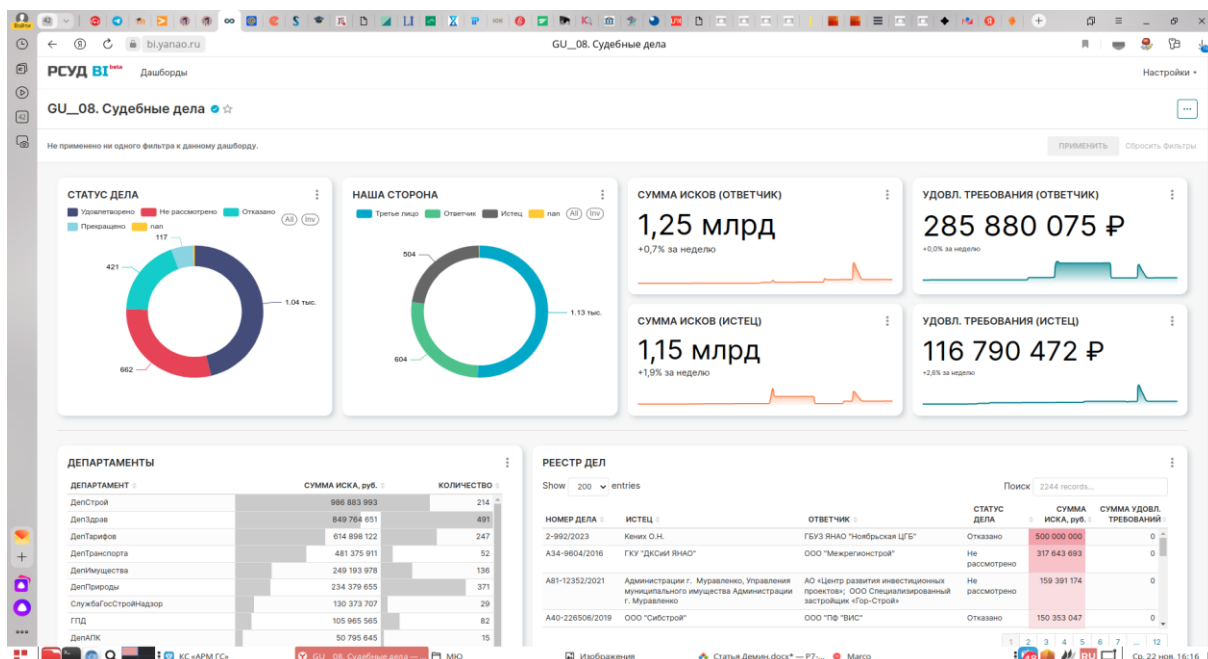 Войти
42
bi.yanao.ru
GU__08. Судебные дела
РСУД BI beta
Дашборды
Настройки
GU__08. Судебные дела
Не применено ни одного фильтра к данному дашборду.
ПРИМЕНИТЬ
Сбросить фильтры
СТАТУС ДЕЛА
Удовлетворено Не рассмотрено Отказано
All Inv
Прекращено nan
117
421
1.04 тыс.
662
НАША СТОРОНА
Третье лицо Ответчик Истец nan All Inv
504
1.13 тыс.
604
СУММА ИСКОВ (ОТВЕТЧИК)
1,25 млрд
+0,7% за неделю
УДОВЛ. ТРЕБОВАНИЯ (ОТВЕТЧИК)
285 880 075 ₽
+0,0% за неделю
СУММА ИСКОВ (ИСТЕЦ)
1,15 млрд
+1,9% за неделю
УДОВЛ. ТРЕБОВАНИЯ (ИСТЕЦ)
116 790 472 ₽
+2,6% за неделю
ДЕПАРТАМЕНТЫ
ДЕПАРТАМЕНТ СУММА ИСКА, руб. КОЛИЧЕСТВО
ДепСтрой 986 883 993 214
ДепЗдрав 849 764 651 491
ДепТарифов 614 898 122 247
ДепТранспорта 481 375 911 52
ДепИмущества 249 193 978 136
ДепПрироды 234 379 655 371
СлужбаГосСтройНадзор 130 373 707 29
ГПД 105 965 565 82
ДепАПК 50 795 645 15
РЕЕСТР ДЕЛ
Show 200 entries
Поиск 2244 records...
НОМЕР ДЕЛА ИСТЕЦ ОТВЕТЧИК СТАТУС ДЕЛА СУММА ИСКА, руб. СУММА УДОВЛ. ТРЕБОВАНИЙ
2-992/2023 Кених О.Н. ГБУЗ ЯНАО "Ноябрьская ЦГБ" Отказано 500 000 000 0
А34-9604/2016 ГКУ "ДКСиИ ЯНАО" ООО "Межрегионстрой" Не 317 643 693 0
рассмотрено
А81-12352/2021 Администрации г. Муравленко, Управления АО «Центр развития инвестиционных Не 159 391 174 0
муниципального имущества Администрации проектов»; ООО Специализированный рассмотрено
г. Муравленко застройщик «Гор-Строй»
А40-226506/2019 ООО "Сибстрой" ООО "ПФ "ВИС" Отказано 150 353 047 0
1 2 3 4 5 6 7 ... 12
КС «АРМ ГС»
GU__08. Судебные дела —
МЮ
Изображения
Статья Демин.docx* — Р7-...
Marco
RU
Ср, 22 ноя, 16:16